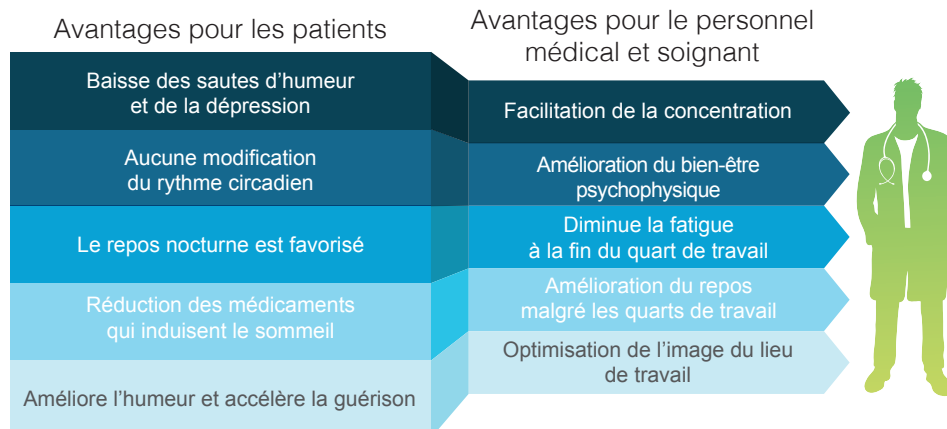 Avantages pour les patients
Baisse des sautes d’humeur
et de la dépression
Aucune modification
du rythme circadien
Le repos nocturne est favorisé
Réduction des médicaments
qui induisent le sommeil
Améliore l’humeur et accélère la guérison
Avantages pour le personnel
médical et soignant
Facilitation de la concentration
Amélioration du bien-être
psychophysique
Diminue la fatigue
à la fin du quart de travail
Amélioration du repos
malgré les quarts de travail
Optimisation de l’image du lieu
de travail